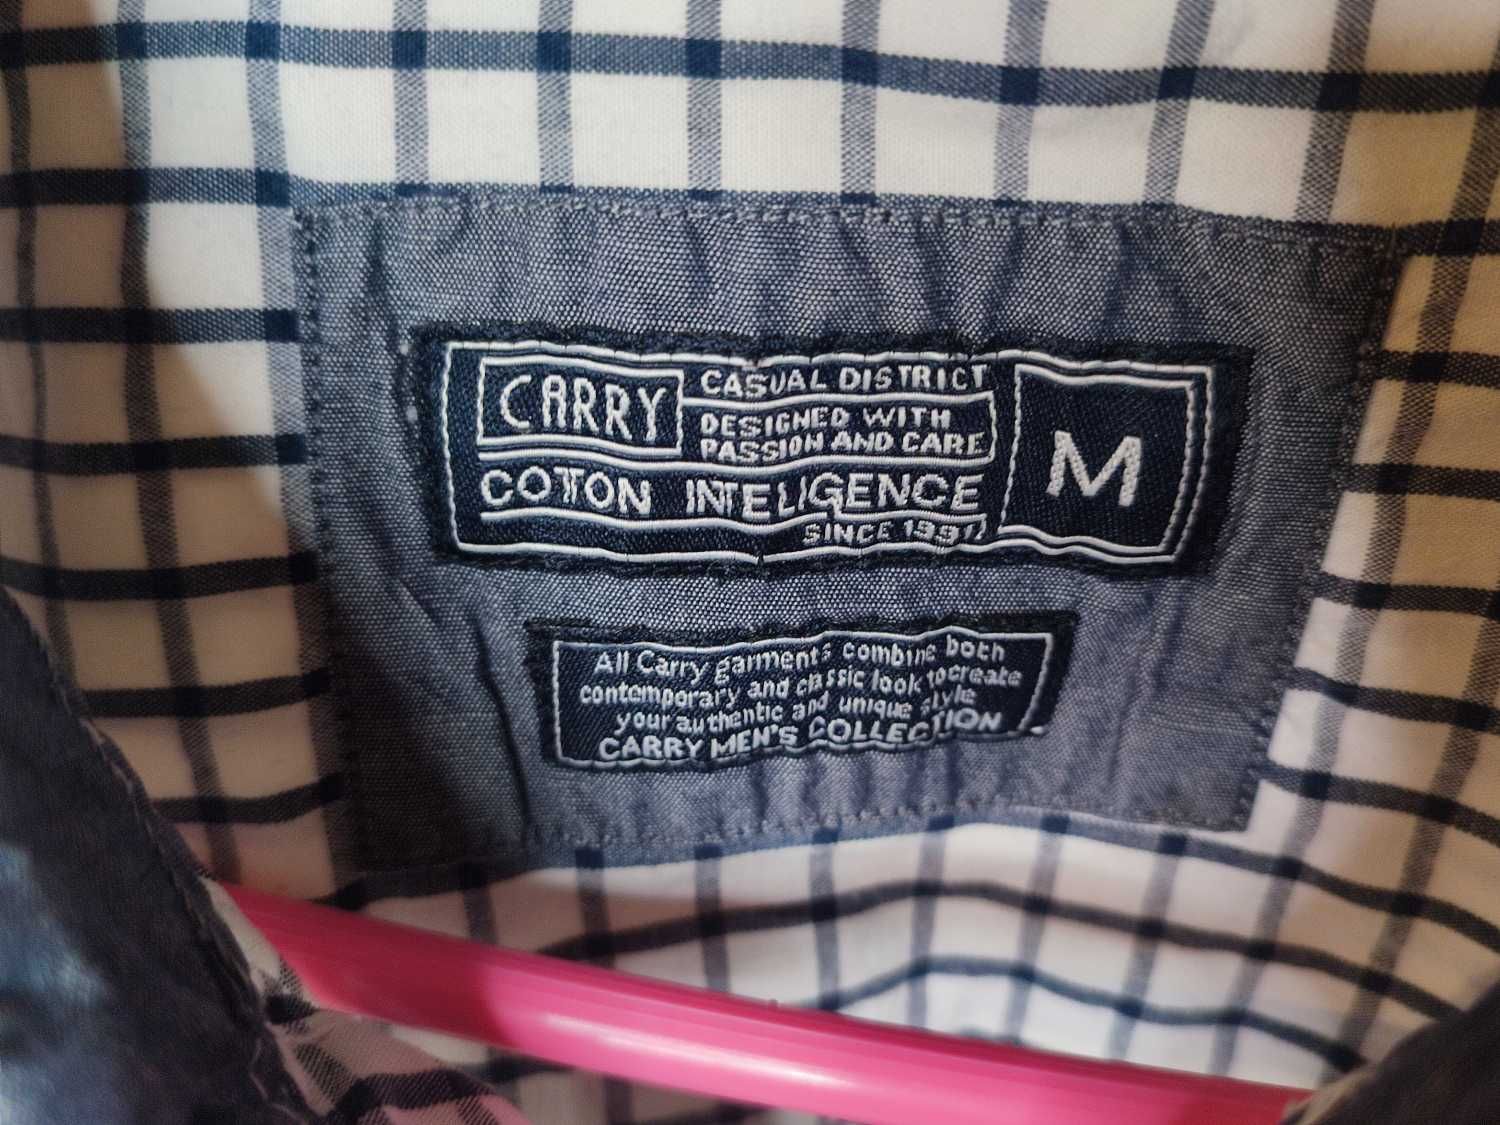 CARRY
CASUAL DISTRICT
DESIGNED WITH
PASSION AND CARE
COTTON INTELIGENCE
SINCE 1991
M
All Carry garments combine both
contemporary and classic look to create
your authentic and unique style
CARRY MEN'S COLLECTION